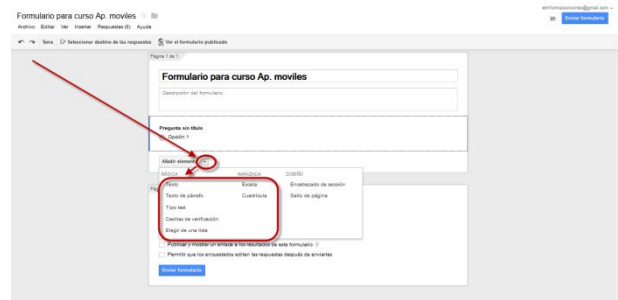 Formulario para curso Ap. moviles
Archivo Editar Ver Insertar Respuestas (0) Ayuda
Enviar formulario
Tema Seleccionar destino de las respuestas Ver el formulario publicado
Página 1 de 1
Formulario para curso Ap. moviles
Descripción del formulario
Pregunta sin título
Opción 1
Añadir elemento
BÁSICA AVANZADA DISEÑO
Texto Escala Encabezado de sección
Texto de párrafo Cuadrícula Salto de página
Tipo test
Casillas de verificación
Elegir de una lista
Publicar y mostrar un enlace a los resultados de este formulario
Permitir que los encuestados editen las respuestas después de enviarlas
Enviar formulario